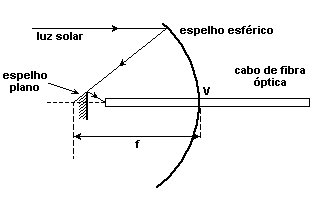 luz solar
espelho esférico
espelho
plano
cabo de fibra
óptica
V
f